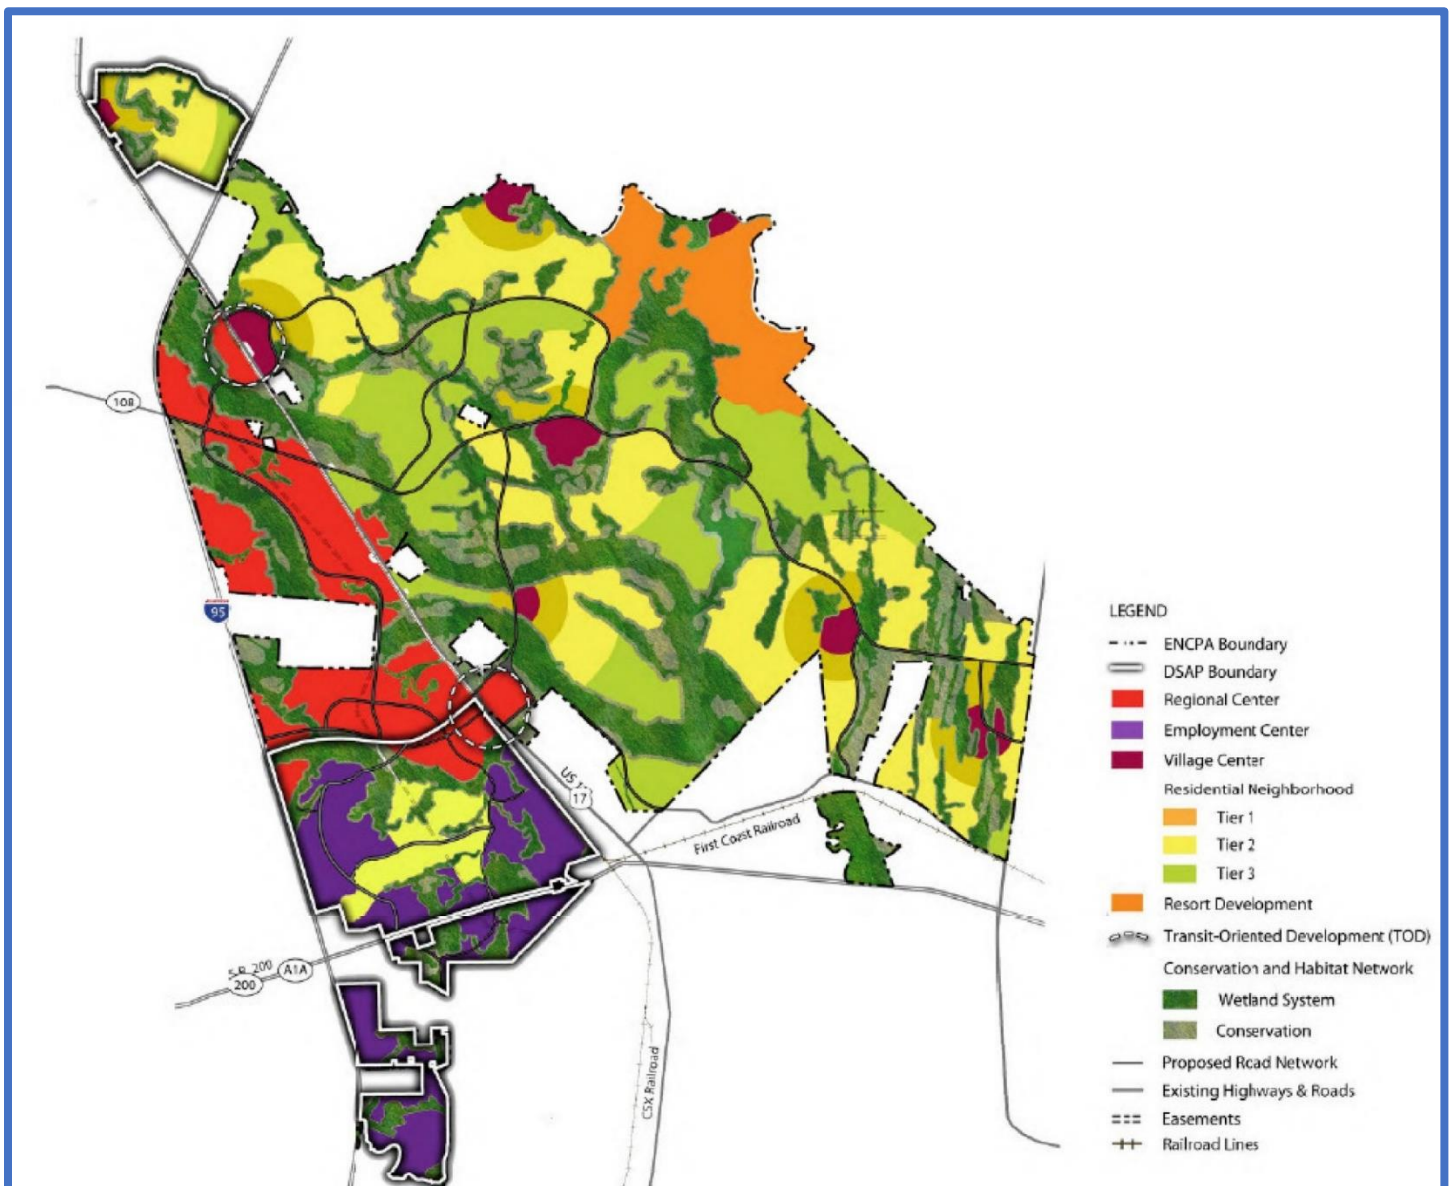 108
95
US
17
First Coast Railroad
S.R. 200
200
A1A
CSX Railroad
LEGEND
ENCPA Boundary
DSAP Boundary
Regional Center
Employment Center
Village Center
Residential Neighborhood
Tier 1
Tier 2
Tier 3
Resort Development
Transit-Oriented Development (TOD)
Conservation and Habitat Network
Wetland System
Conservation
Proposed Road Network
Existing Highways & Roads
Easements
Railroad Lines